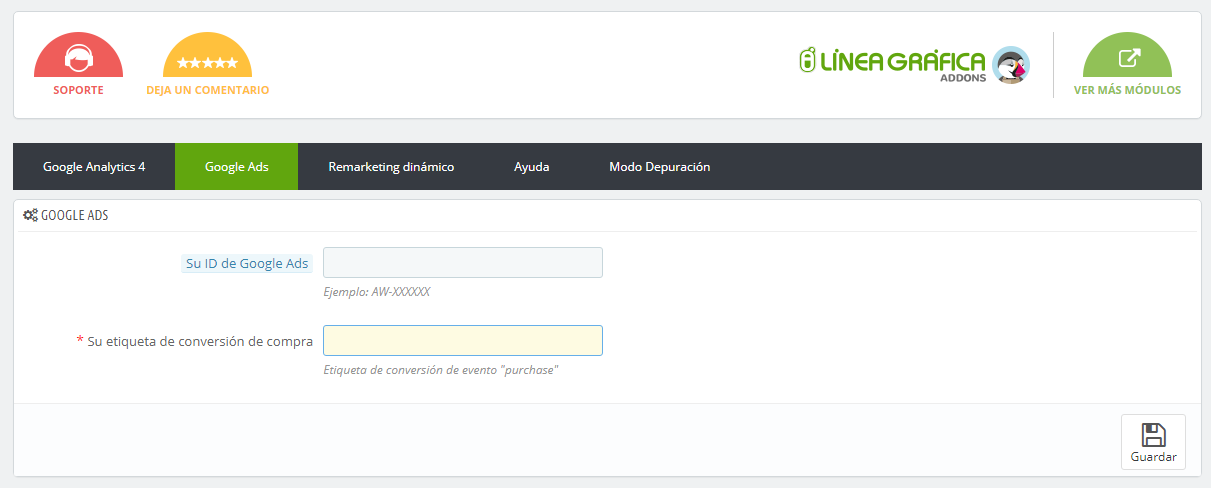 SOPORTE
DEJA UN COMENTARIO
LÍNEA GRÁFICA
ADDONS
VER MÁS MÓDULOS
Google Analytics 4
Google Ads
Remarketing dinámico
Ayuda
Modo Depuración
GOOGLE ADS
Su ID de Google Ads
Ejemplo: AW-XXXXXX
* Su etiqueta de conversión de compra
Etiqueta de conversión de evento "purchase"
Guardar